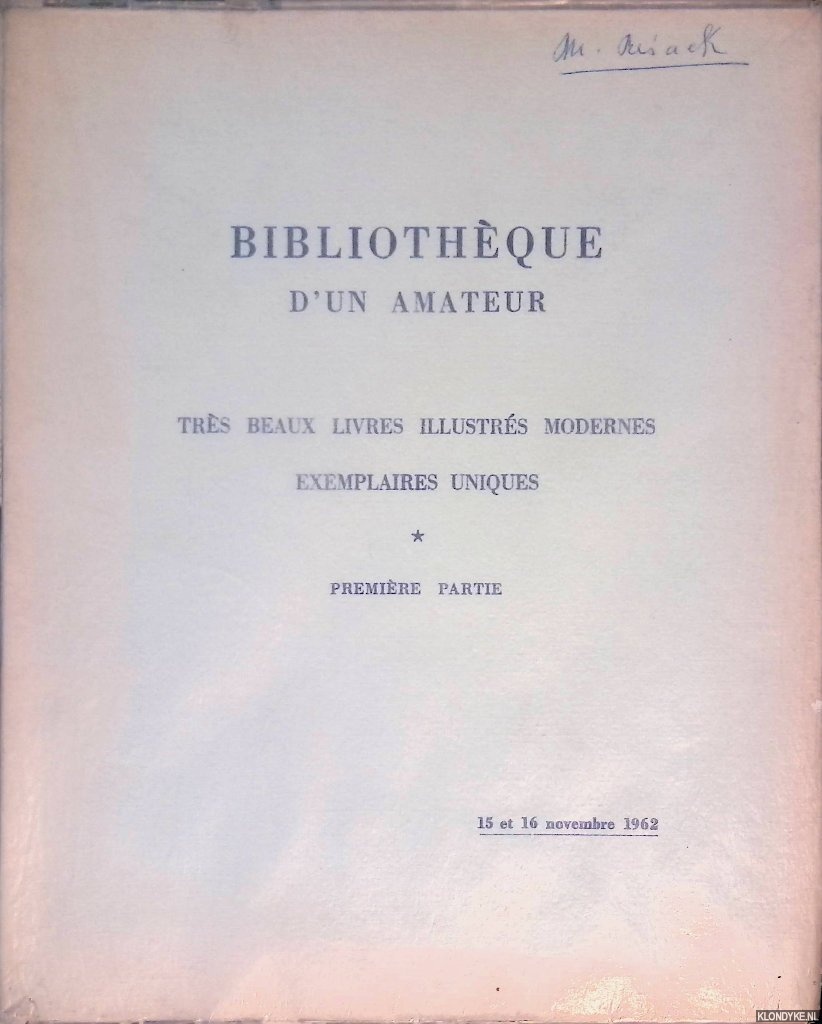 M.
BIBLIOTHÈQUE
D'UN AMATEUR
TRÈS BEAUX LIVRES ILLUSTRÉS MODERNES
EXEMPLAIRES UNIQUES
★
PREMIÈRE PARTIE
15 et 16 novembre 1962
KLONDYKE.NL